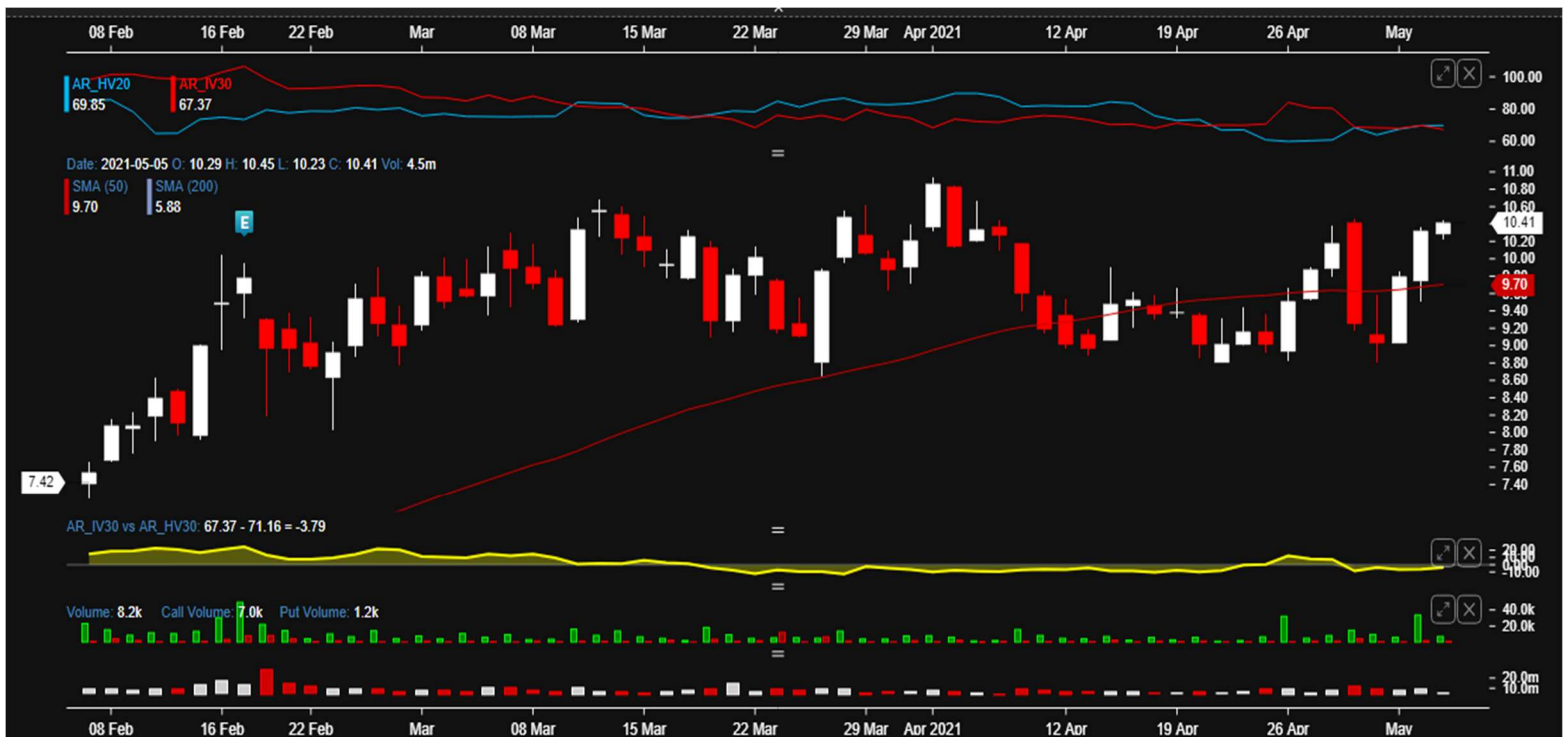 08 Feb 16 Feb 22 Feb Mar 08 Mar 15 Mar 22 Mar 29 Mar Apr 2021 12 Apr 19 Apr 26 Apr May
AR_HV20 AR_IV30
69.85 67.37
100.00
80.00
60.00
Date: 2021-05-05 O: 10.29 H: 10.45 L: 10.23 C: 10.41 Vol: 4.5m
SMA (50) SMA (200)
9.70 5.88
E
11.00
10.80
10.60
10.41
10.20
10.00
9.70
9.40
9.20
9.00
8.80
8.60
8.40
8.20
8.00
7.80
7.60
7.42
7.40
AR_IV30 vs AR_HV30: 67.37 - 71.16 = -3.79
20.00
-10.00
Volume: 8.2k Call Volume: 7.0k Put Volume: 1.2k
40.0k
20.0k
20.0m
10.0m
08 Feb 16 Feb 22 Feb Mar 08 Mar 15 Mar 22 Mar 29 Mar Apr 2021 12 Apr 19 Apr 26 Apr May